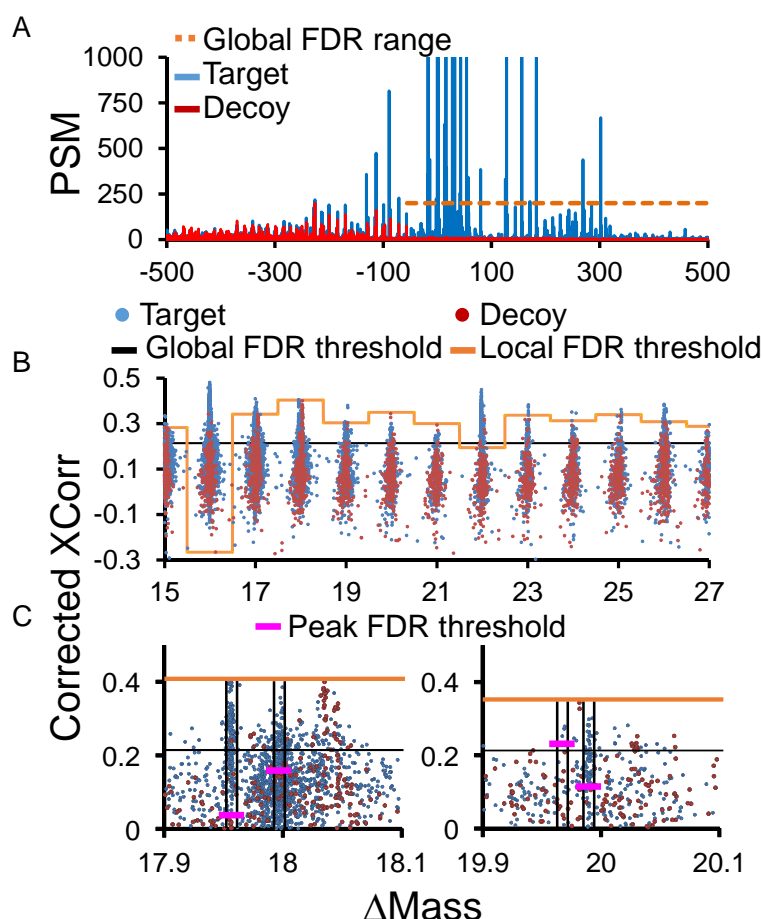 A
Global FDR range
Target
Decoy
PSM
1000
750
500
250
0
-500 -300 -100 100 300 500
Target Decoy
Global FDR threshold Local FDR threshold
B
Corrected XCorr
0.5
0.3
0.1
-0.1
-0.3
15 17 19 21 23 25 27
C
Peak FDR threshold
0.4 0.4
0.2 0.2
0 0
17.9 18 18.1 19.9 20 20.1
ΔMass